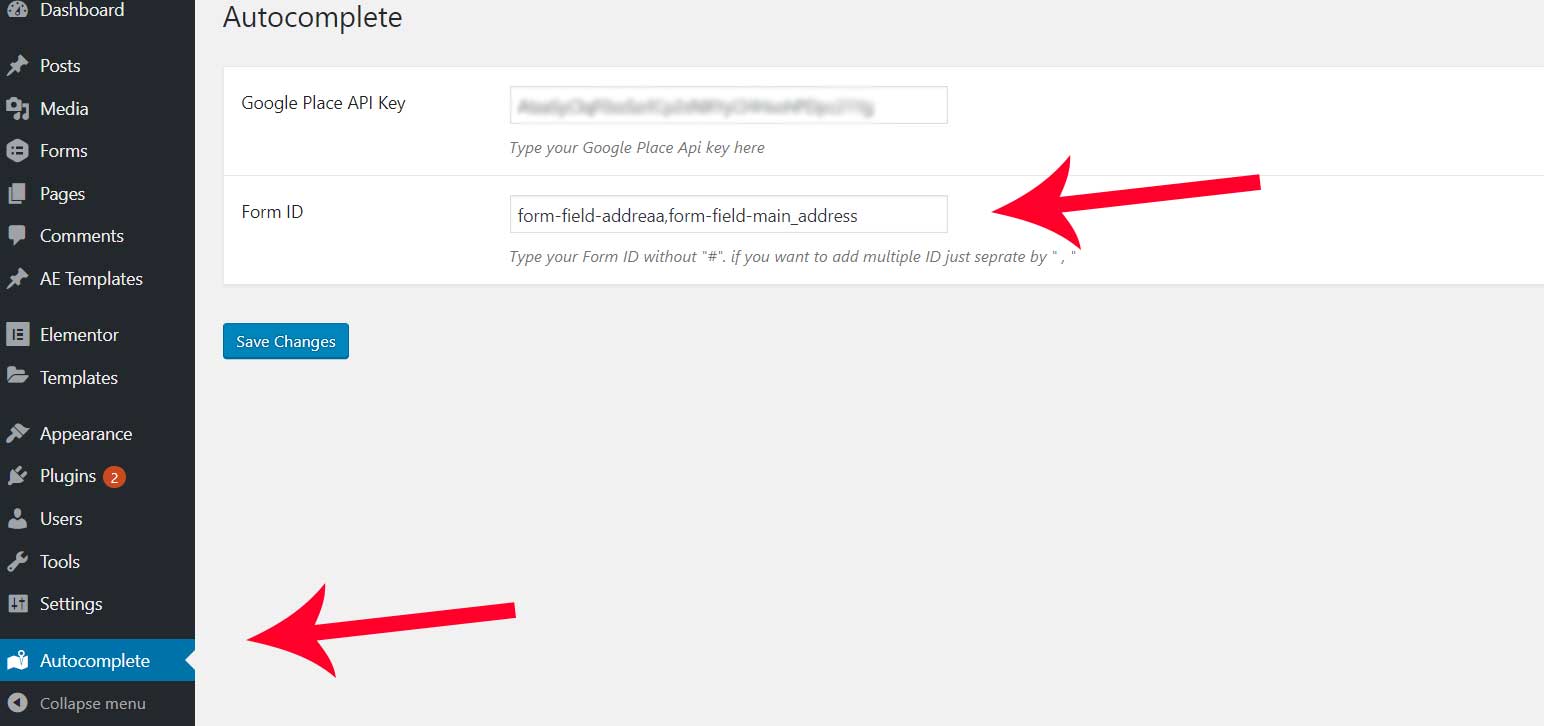 Dashboard
Posts
Media
Forms
Pages
Comments
AE Templates
Elementor
Templates
Appearance
Plugins 2
Users
Tools
Settings
Autocomplete
Collapse menu
Autocomplete
Google Place API Key
Type your Google Place Api key here
Form ID
form-field-addreaa,form-field-main_address
Type your Form ID without "#". if you want to add multiple ID just seprate by " , "
Save Changes